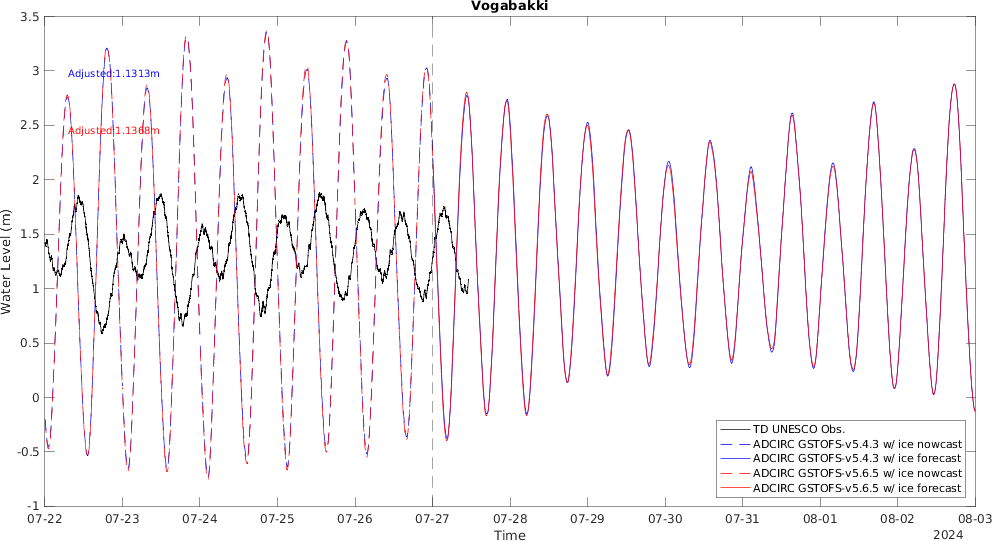 Vogabakki
3.5
3
2.5
2
1.5
1
0.5
0
-0.5
-1
Water Level (m)
Adjusted:1.1313m
Adjusted:1.1368m
TD UNESCO Obs.
ADCIRC GSTOFS-v5.4.3 w/ ice nowcast
ADCIRC GSTOFS-v5.4.3 w/ ice forecast
ADCIRC GSTOFS-v5.6.5 w/ ice nowcast
ADCIRC GSTOFS-v5.6.5 w/ ice forecast
07-22 07-23 07-24 07-25 07-26 07-27 07-28 07-29 07-30 07-31 08-01 08-02 08-03
Time
2024